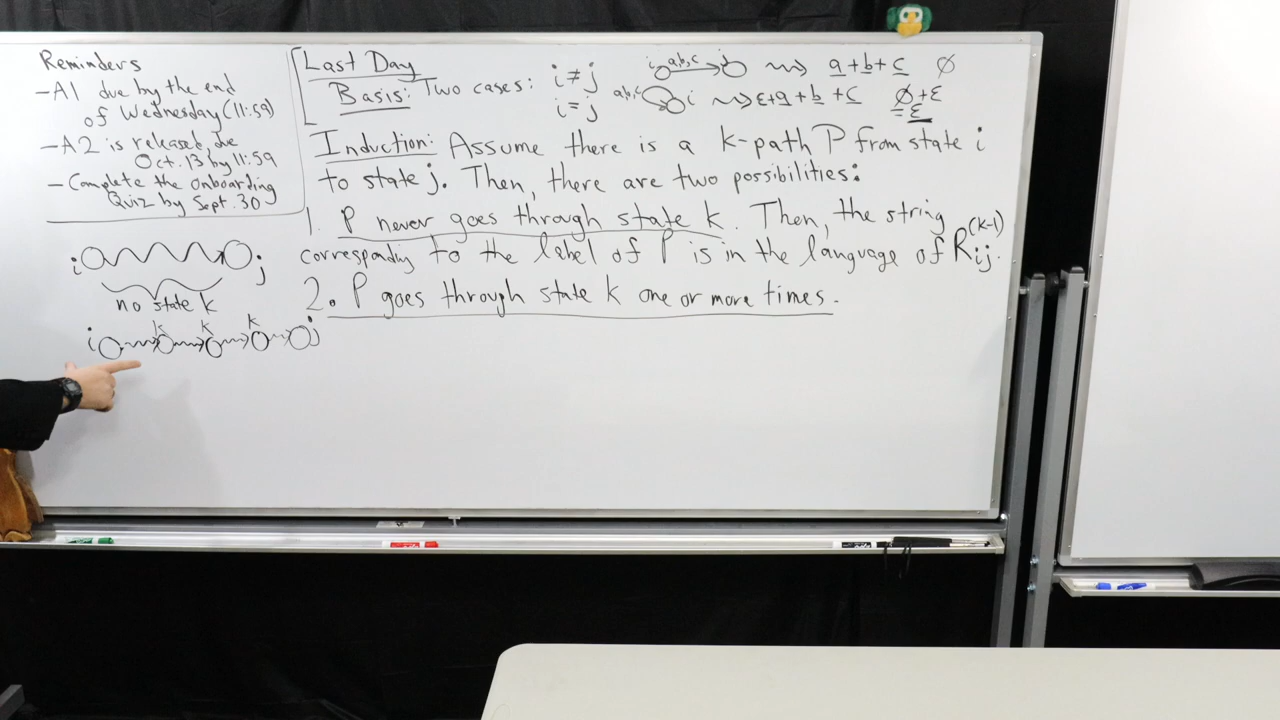 Reminders
-A1 due by the end
of Wednesday (11:59)
-A2 is released, due
Oct. 13 by 11:59
-Complete the onboarding
Quiz by Sept. 30
Last Day
Basis: Two cases:
i≠j
i=j
i a,b,c j ⇝ a+b+c ∅
a,b,c i ⇝ ε+a+b+c ∅+ε
=ε
Induction: Assume there is a k-path P from state i
to state j. Then, there are two possibilities:
1. P never goes through state k. Then, the string
corresponding to the label of P is in the language of R_ij^(k-1).
2. P goes through state k one or more times.
i j
no state k
i k k k j